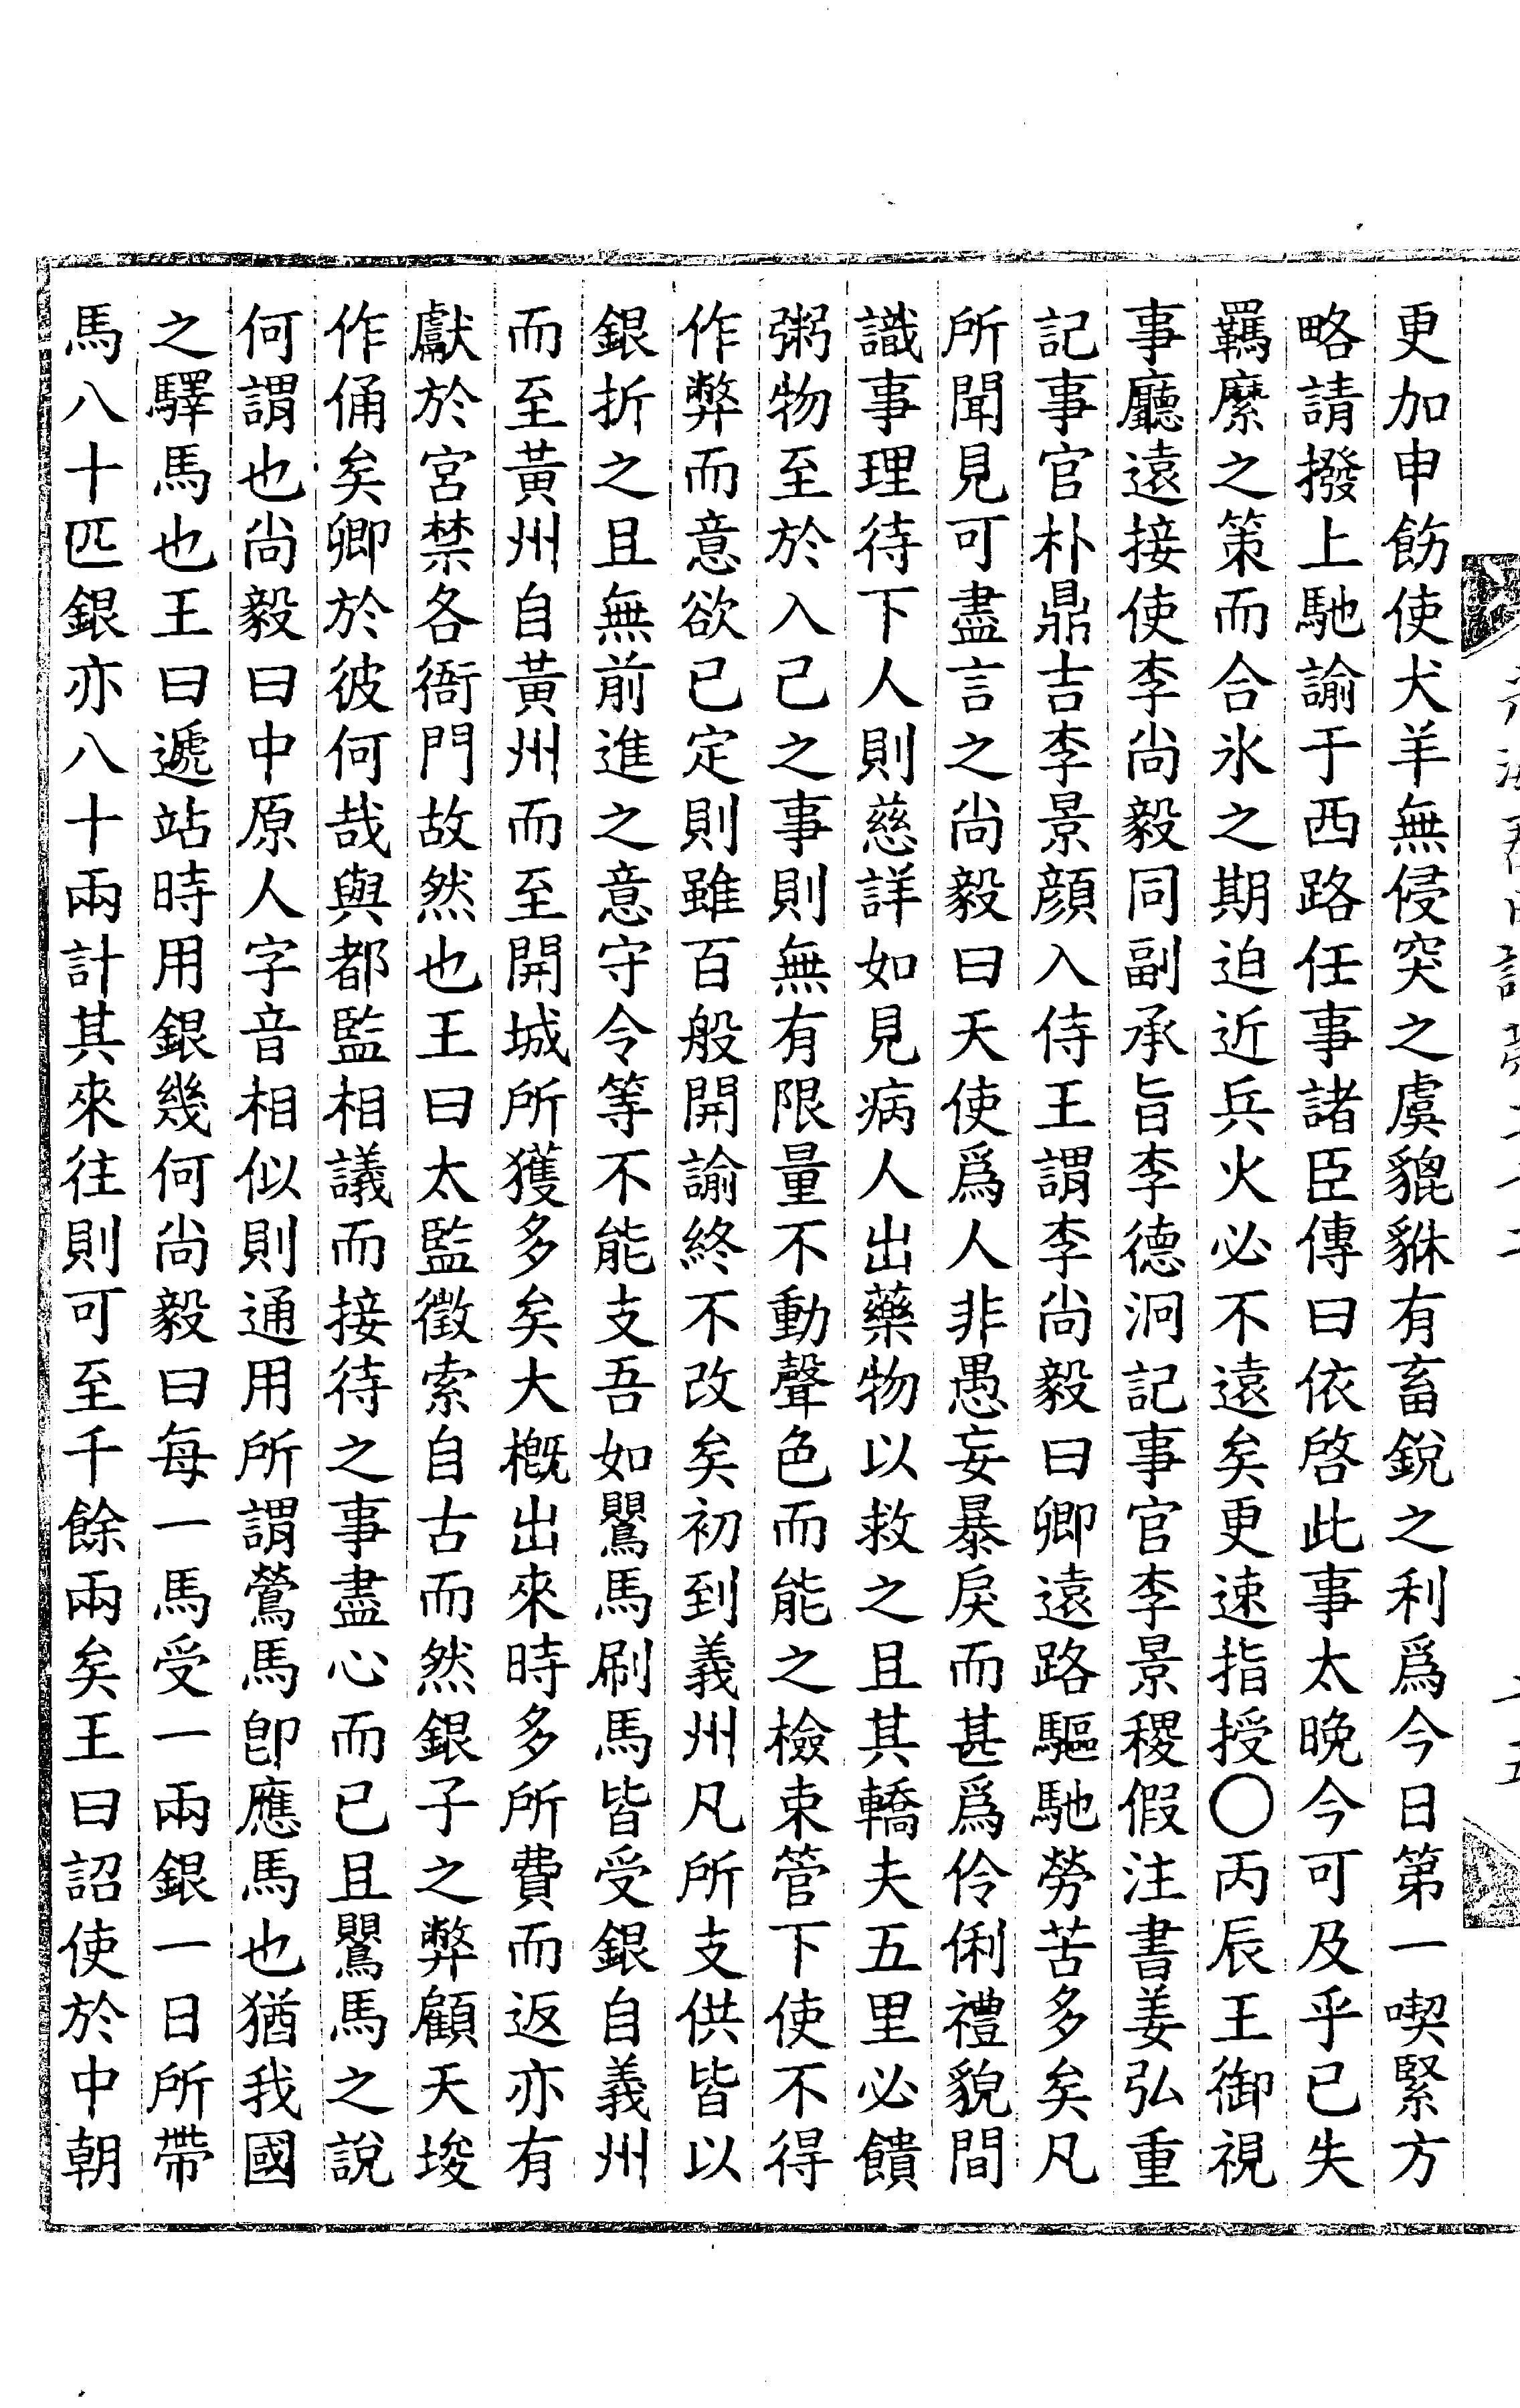 更加申飭使犬羊無侵突之虞貔貅有畜銳之利爲今日第一喫緊方
略請撥上馳諭于西路任事諸臣傳曰依啓此事太晚今可及乎已失
羈縻之策而合氷之期迫近兵火必不遠矣更速指授〇丙辰王御視
事廳遠接使李尙毅同副承旨李德泂記事官李景稷假注書姜弘重
記事官朴鼎吉李景顔入侍王謂李尙毅曰卿遠路驅馳勞苦多矣凡
所聞見可盡言之尙毅曰天使爲人非愚妄暴戾而甚爲伶俐禮貌間
識事理待下人則慈詳如見病人出藥物以救之且其轎夫五里必饋
粥物至於入己之事則無有限量不動聲色而能之檢束管下使不得
作弊而意欲已定則雖百般開諭終不改矣初到義州凡所支供皆以
銀折之且無前進之意守令等不能支吾如鸎馬刷馬皆受銀自義州
而至黃州自黃州而至開城所獲多矣大槪出來時多所費而返亦有
獻於宮禁各衙門故然也王曰太監徵索自古而然銀子之弊顧天埈
作俑矣卿於彼何哉與都監相議而接待之事盡心而已且鸎馬之說
何謂也尙毅曰中原人字音相似則通用所謂鶯馬卽應馬也猶我國
之驛馬也王曰遞站時用銀幾何尙毅曰每一馬受一兩銀一日所帶
馬八十匹銀亦八十兩計其來往則可至千餘兩矣王曰詔使於中朝